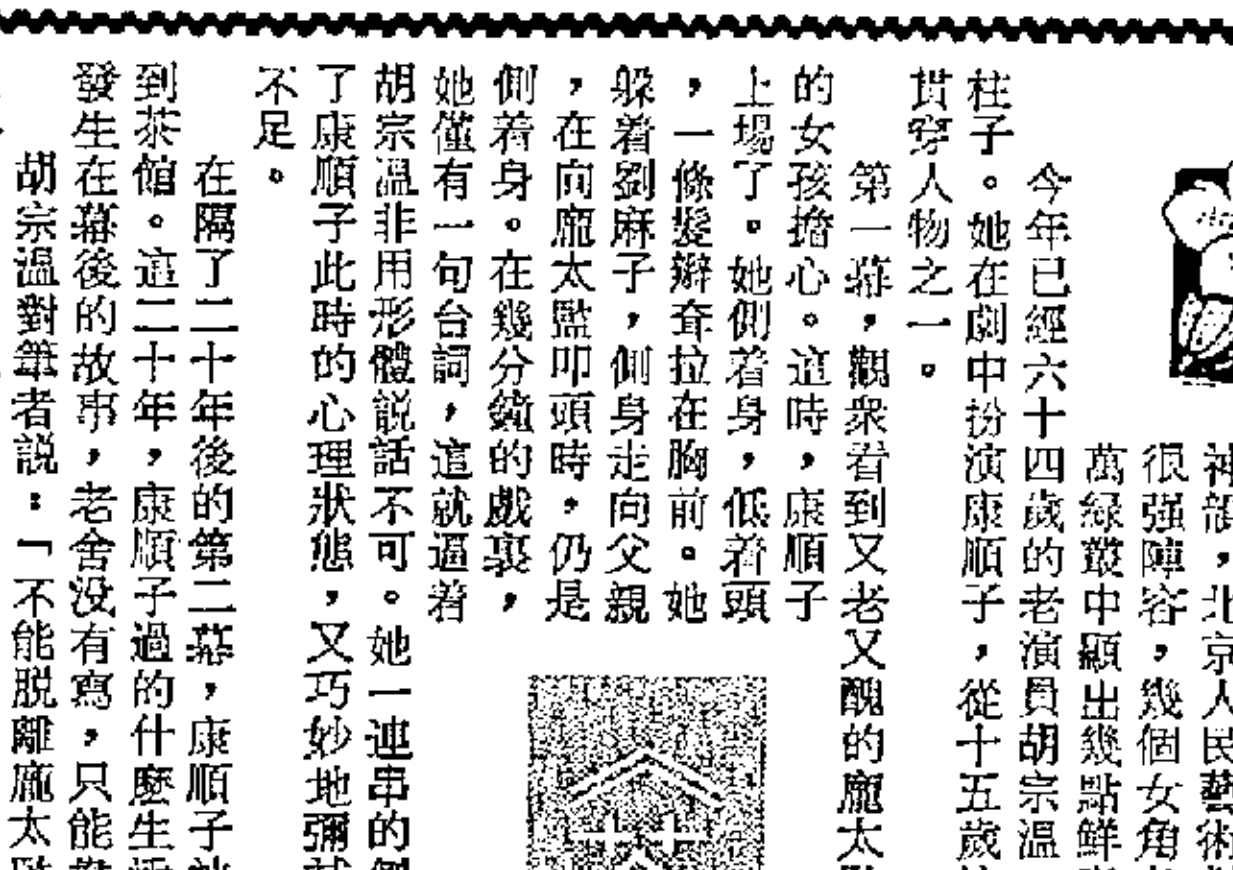 神韻，北京人民藝術
很强陣容，幾個女角
萬緑叢中顯出幾點鮮
今年已經六十四歲的老演員胡宗温
柱子。她在劇中扮演康順子，從十五歲
貫穿人物之一。
第一幕，觀衆看到又老又醜的龐太
的女孩擔心。這時，康順子
上場了。她側着身，低着頭
，一條髮辮耷拉在胸前。她
躲着劉麻子，側身走向父親
，在向龐太監叩頭時，仍是
側着身。在幾分鐘的戲裏，
她僅有一句台詞，這就逼着
胡宗温非用形體説話不可。她一連串的側
了康順子此時的心理狀態，又巧妙地彌補
不足。
在隔了二十年後的第二幕，康順子
到茶館。這二十年，康順子過的什麽生活
發生在幕後的故事，老舍没有寫，只能
胡宗温對筆者説：「不能脱離龐太監